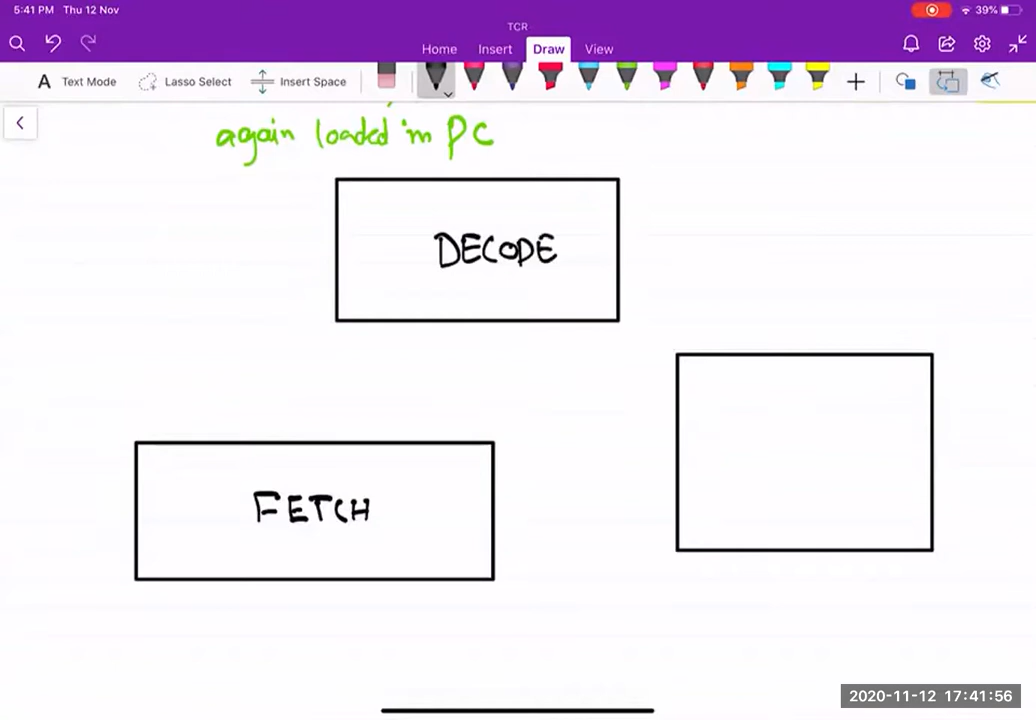 5:41 PM Thu 12 Nov
39%
TCR
Home Insert Draw View
A Text Mode Lasso Select Insert Space
again loaded in PC
DECODE
FETCH
2020-11-12 17:41:56